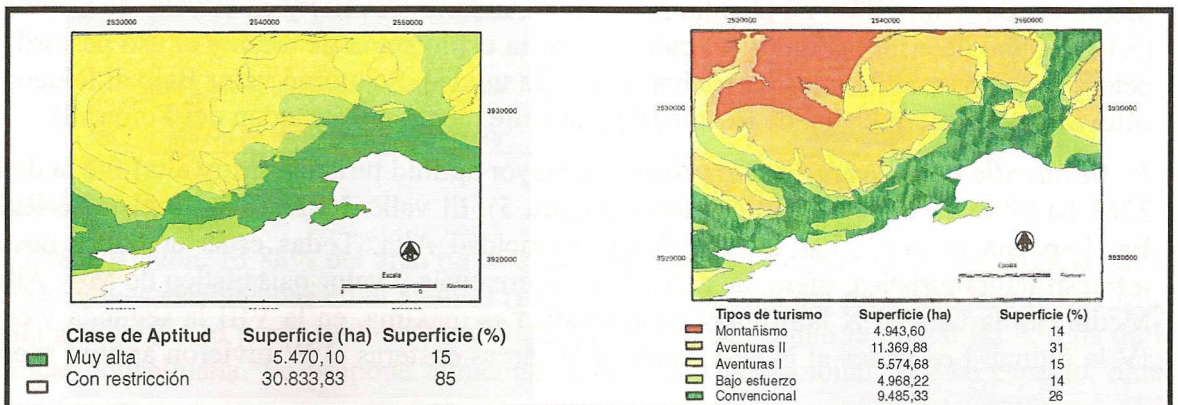 2530000 2540000 2550000
3930000
3920000
2530000 2540000
Escala
Kilometers
Clase de Aptitud Superficie (ha) Superficie (%)
Muy alta 5.470,10 15
Con restricción 30.833,83 85
2540000
3930000 3930000
3920000 3920000
Escala
Kilometers
Tipos de turismo Superficie (ha) Superficie (%)
Montañismo 4.943,60 14
Aventuras II 11.369,88 31
Aventuras I 5.574,68 15
Bajo esfuerzo 4.968,22 14
Convencional 9.485,33 26